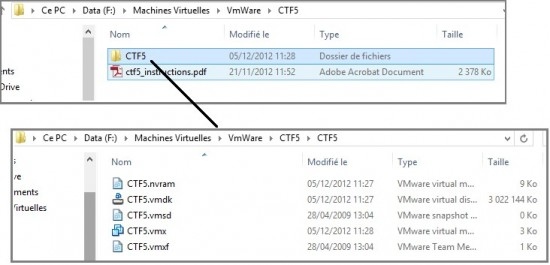 Ce PC Data (F:) Machines Virtuelles VmWare CTF5
Nom Modifié le Type Taille
CTF5 05/12/2012 11:28 Dossier de fichiers
ctf5_instructions.pdf 21/11/2012 11:52 Adobe Acrobat Document 2 378 Ko
ents
Drive
Ce PC Data (F:) Machines Virtuelles VmWare CTF5 CTF5
Nom Modifié le Type Taille
CTF5.nvram 05/12/2012 11:27 VMware virtual m... 9 Ko
CTF5.vmdk 05/12/2012 11:27 VMware virtual dis... 3 022 144 Ko
CTF5.vmsd 28/04/2009 13:04 VMware snapshot ... 0 Ko
CTF5.vmx 05/12/2012 11:28 VMware virtual m... 3 Ko
CTF5.vmxf 28/04/2009 13:04 VMware Team Me... 1 Ko
ve
ments
irtuelles